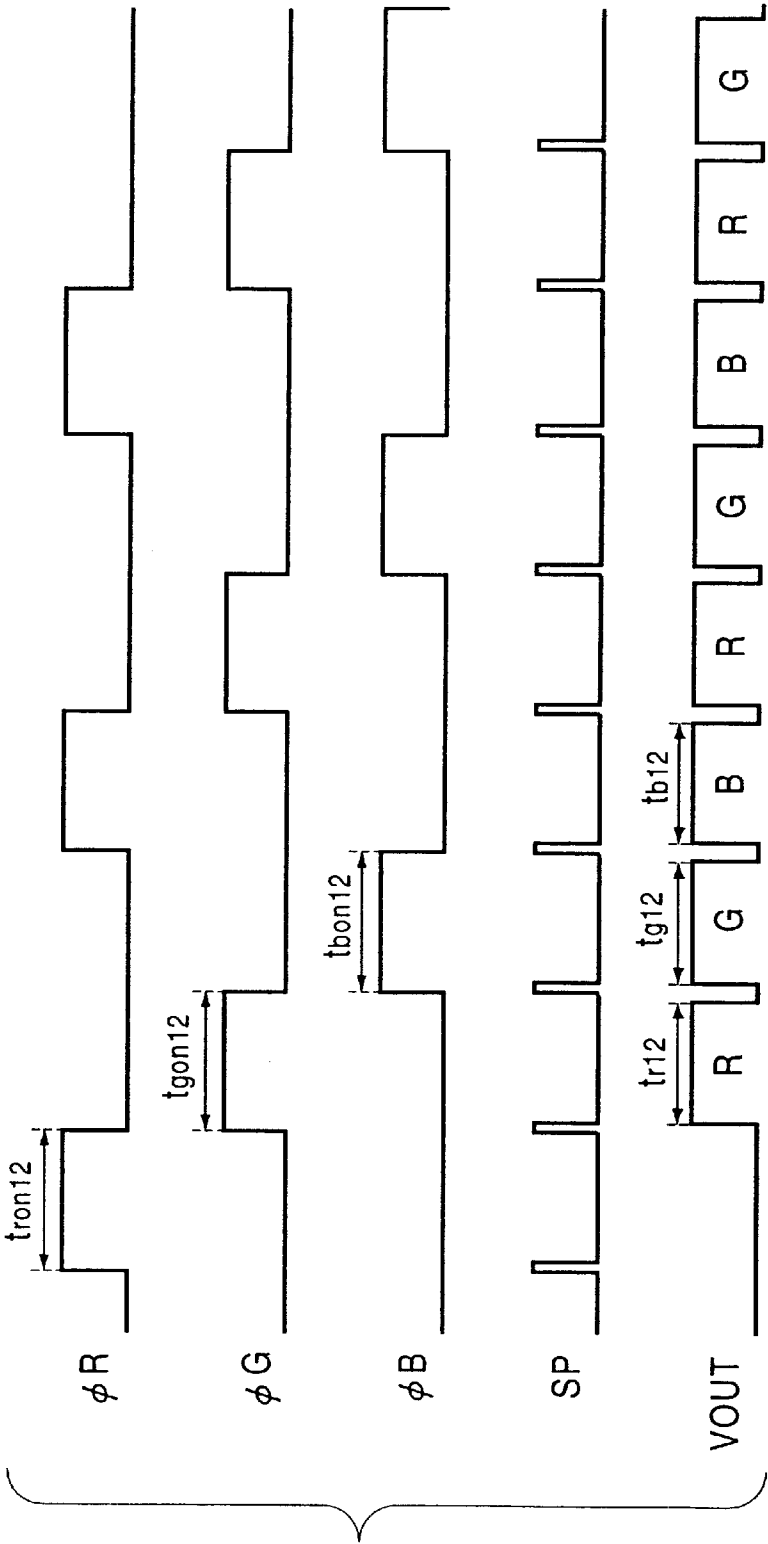 tron12
ϕR
tgon12
ϕG
tbon12
ϕB
SP
tr12 tg12 tb12
VOUT R G B R G B R G